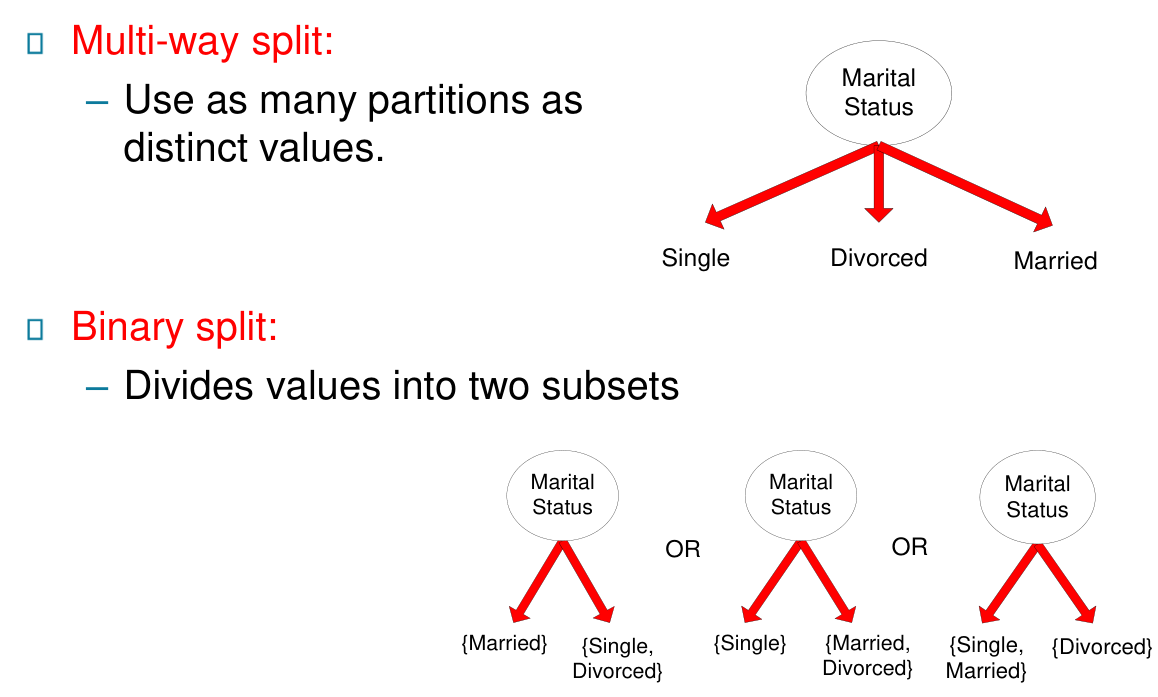 Multi-way split:
– Use as many partitions as
distinct values.
Marital
Status
Single
Divorced
Married
Binary split:
– Divides values into two subsets
Marital
Status
{Married}
{Single,
Divorced}
OR
Marital
Status
{Single}
{Married,
Divorced}
OR
Marital
Status
{Single,
Married}
{Divorced}